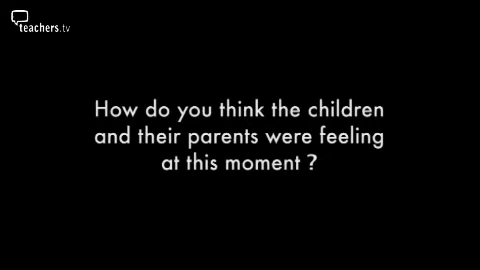 teachers.tv
How do you think the children
and their parents were feeling
at this moment ?